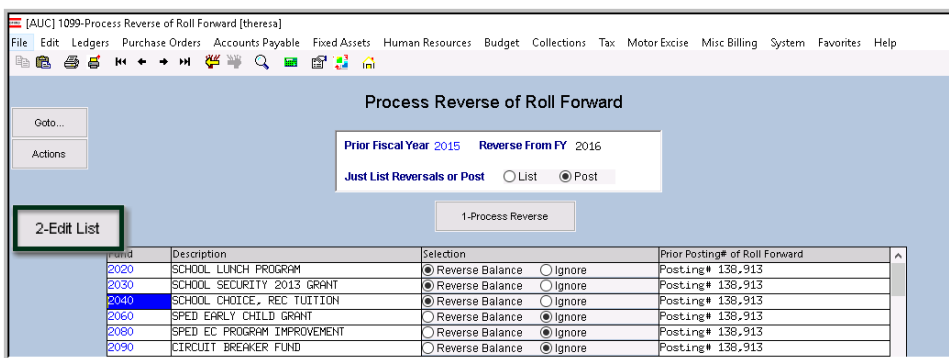 [AUC] 1099-Process Reverse of Roll Forward [theresa]
File Edit Ledgers Purchase Orders Accounts Payable Fixed Assets Human Resources Budget Collections Tax Motor Excise Misc Billing System Favorites Help
Process Reverse of Roll Forward
Goto...
Actions
Prior Fiscal Year 2015 Reverse From FY 2016
Just List Reversals or Post List Post
1-Process Reverse
2-Edit List
Fund Description Selection Prior Posting# of Roll Forward
2020 SCHOOL LUNCH PROGRAM Reverse Balance Ignore Posting# 138,913
2030 SCHOOL SECURITY 2013 GRANT Reverse Balance Ignore Posting# 138,913
2040 SCHOOL CHOICE, REC TUITION Reverse Balance Ignore Posting# 138,913
2060 SPED EARLY CHILD GRANT Reverse Balance Ignore Posting# 138,913
2080 SPED EC PROGRAM IMPROVEMENT Reverse Balance Ignore Posting# 138,913
2090 CIRCUIT BREAKER FUND Reverse Balance Ignore Posting# 138,913